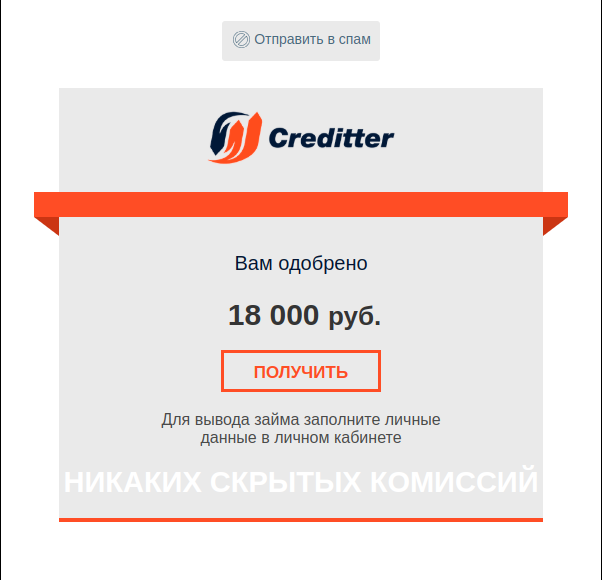 Отправить в спам
Creditter
Вам одобрено
18 000 руб.
ПОЛУЧИТЬ
Для вывода займа заполните личные
данные в личном кабинете
НИКАКИХ СКРЫТЫХ КОМИССИЙ